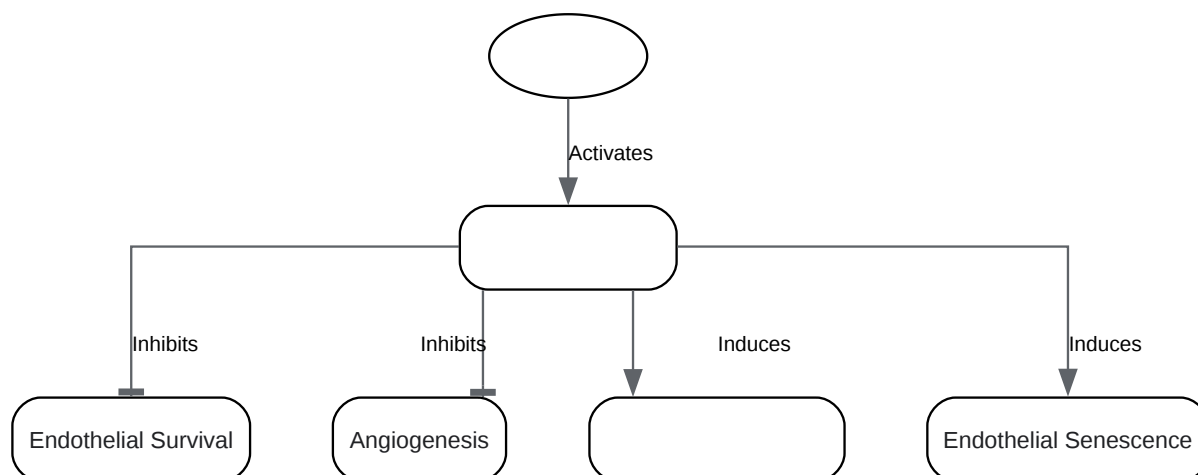 Activates
Inhibits
Inhibits
Induces
Induces
Endothelial Survival
Angiogenesis
Endothelial Senescence